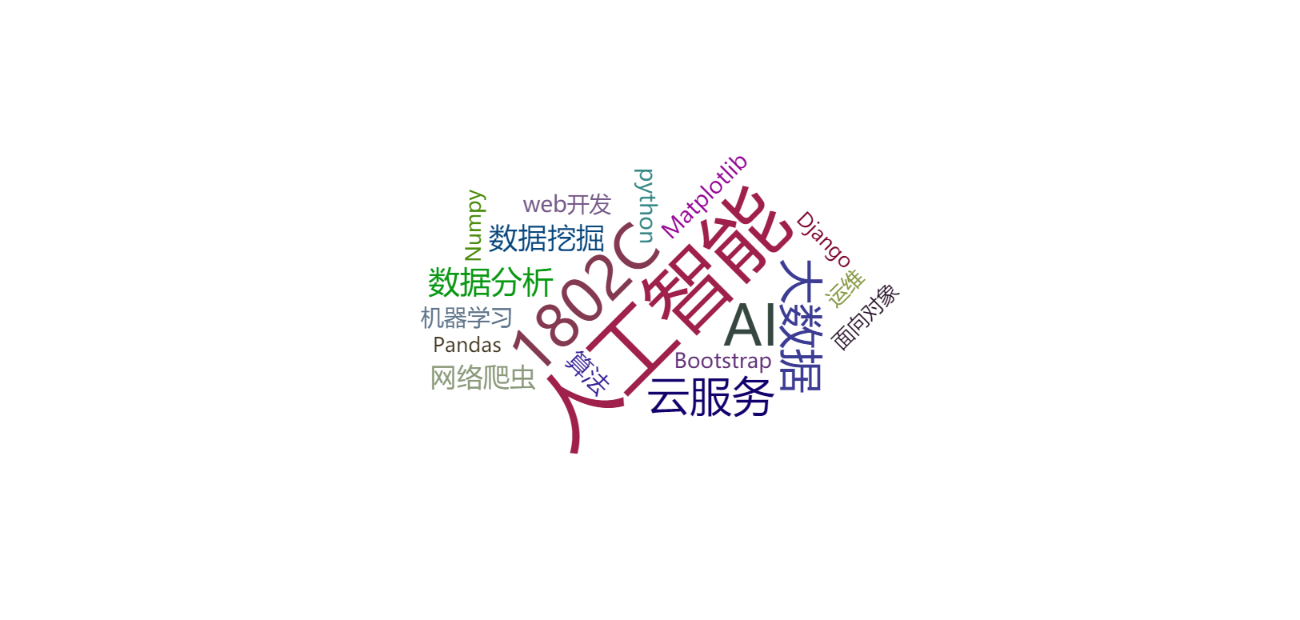 Matplotlib
python
Numpy
web开发
Django
数据挖掘
1802C
人工智能
数据分析
大数据
运维
机器学习
AI
面向对象
Pandas
算法
Bootstrap
网络爬虫
云服务